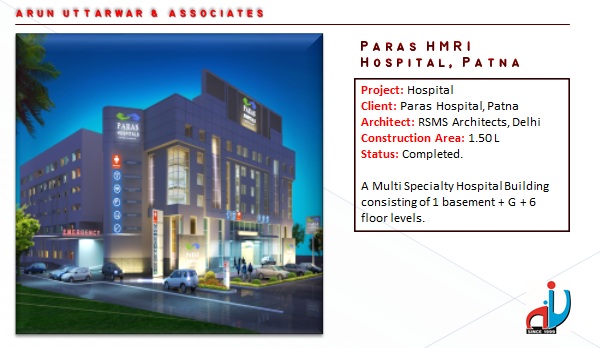 ARUN UTTARWAR & ASSOCIATES
PARAS HMRI
HOSPITAL, PATNA
PARAS
HOSPITALS
PARAS
HOSPITALS
EMERGENCY
Project: Hospital
Client: Paras Hospital, Patna
Architect: RSMS Architects, Delhi
Construction Area: 1.50 L
Status: Completed.
A Multi Specialty Hospital Building
consisting of 1 basement + G + 6
floor levels.
SINCE 1999